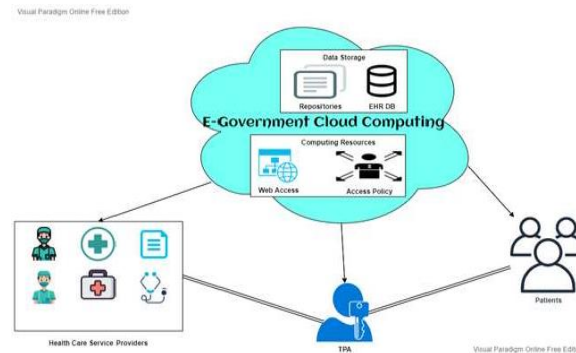 Visual Paradigm Online Free Edition
Data Storage
Repositories EHR DB
E-Government Cloud Computing
Computing Resources
Web Access Access Policy
Patients
Health Care Service Providers
TPA
Visual Paradigm Online Free Edit